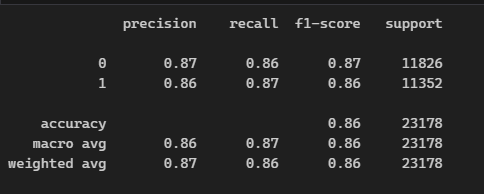 precision recall f1-score support
0 0.87 0.86 0.87 11826
1 0.86 0.87 0.86 11352
accuracy 0.86 23178
macro avg 0.86 0.87 0.86 23178
weighted avg 0.87 0.86 0.86 23178